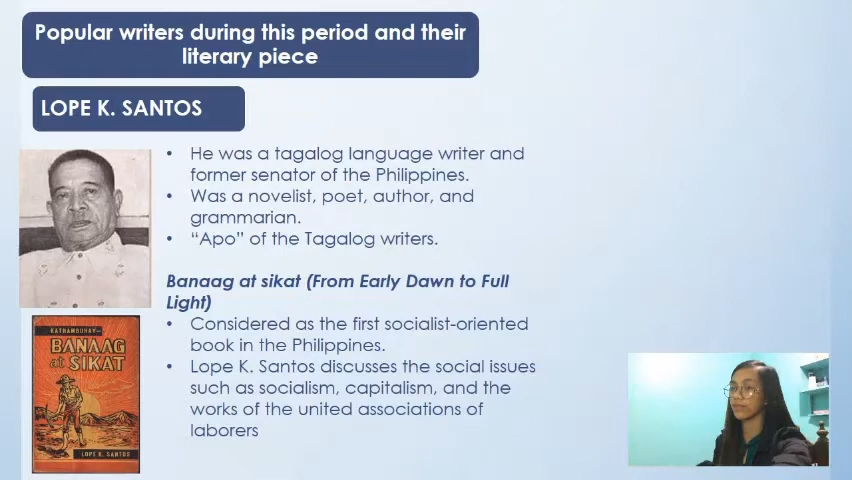 Popular writers during this period and their
literary piece
LOPE K. SANTOS
• He was a tagalog language writer and
former senator of the Philippines.
• Was a novelist, poet, author, and
grammarian.
• “Apo” of the Tagalog writers.
Banaag at sikat (From Early Dawn to Full
Light)
• Considered as the first socialist-oriented
book in the Philippines.
• Lope K. Santos discusses the social issues
such as socialism, capitalism, and the
works of the united associations of
laborers
BANAAG
at SIKAT
LOPE K. SANTOS